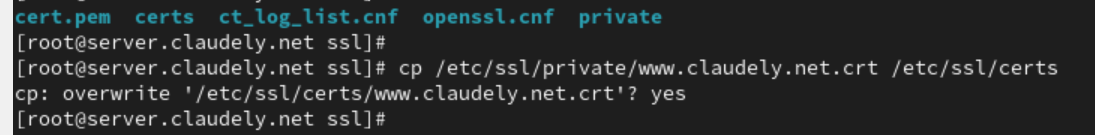 cert.pem certs ct_log_list.cnf openssl.cnf private
[root@server.claudely.net ssl]#
[root@server.claudely.net ssl]# cp /etc/ssl/private/www.claudely.net.crt /etc/ssl/certs
cp: overwrite '/etc/ssl/certs/www.claudely.net.crt'? yes
[root@server.claudely.net ssl]#